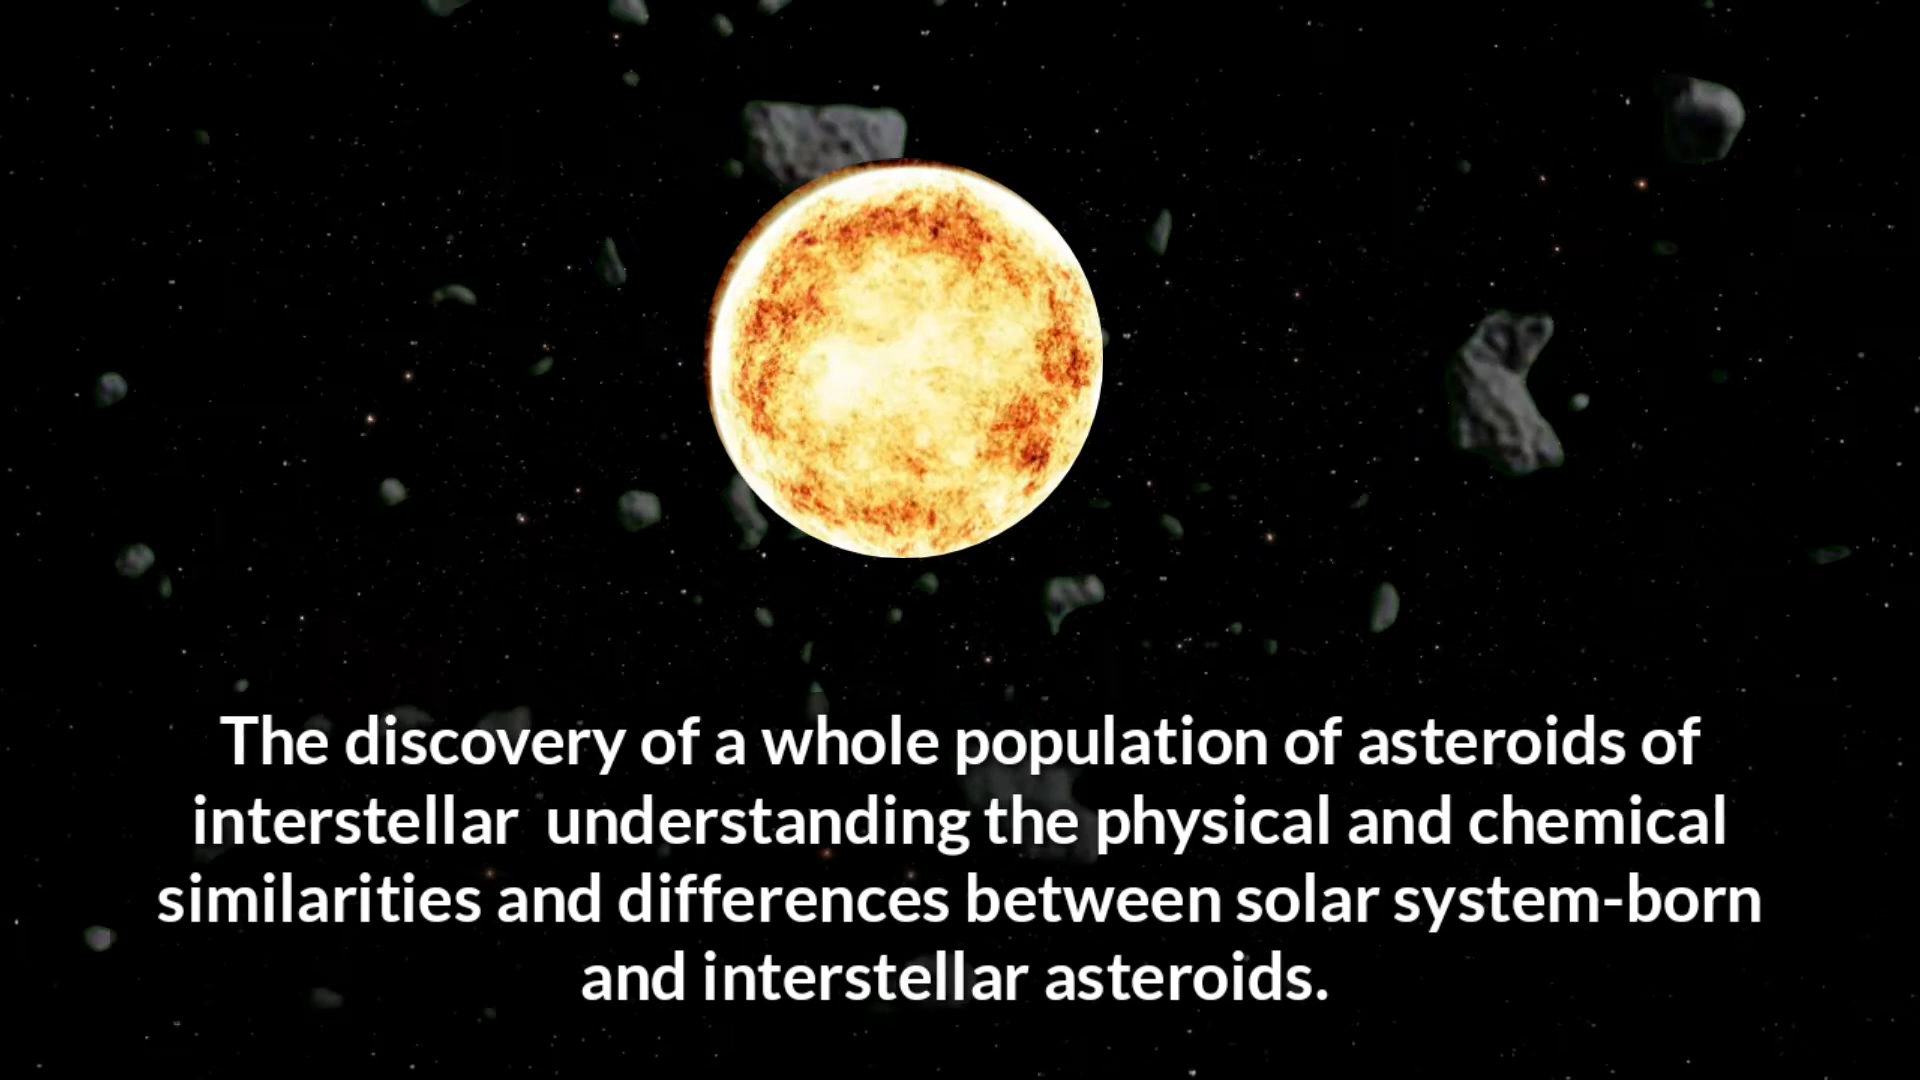 The discovery of a whole population of asteroids of
interstellar  understanding the physical and chemical
similarities and differences between solar system-born
and interstellar asteroids.